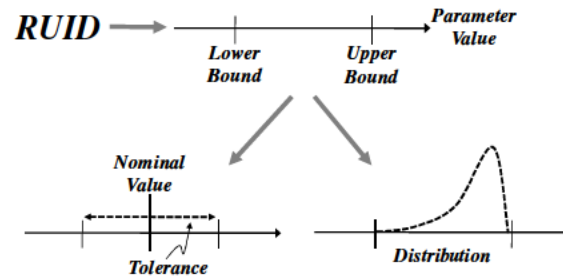 RUID
Parameter
Value
Lower
Bound
Upper
Bound
Nominal
Value
Tolerance
Distribution